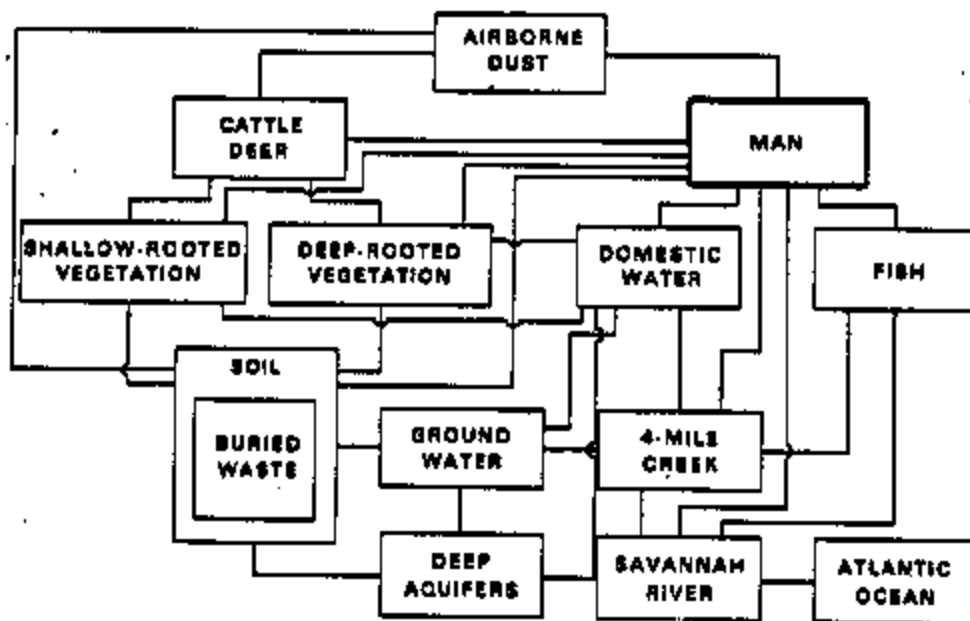 AIRBORNE
DUST
CATTLE
DEER
MAN
SHALLOW-ROOTED
VEGETATION
DEEP-ROOTED
VEGETATION
DOMESTIC
WATER
FISH
SOIL
BURIED
WASTE
GROUND
WATER
4-MILE
CREEK
DEEP
AQUIFERS
SAVANNAH
RIVER
ATLANTIC
OCEAN